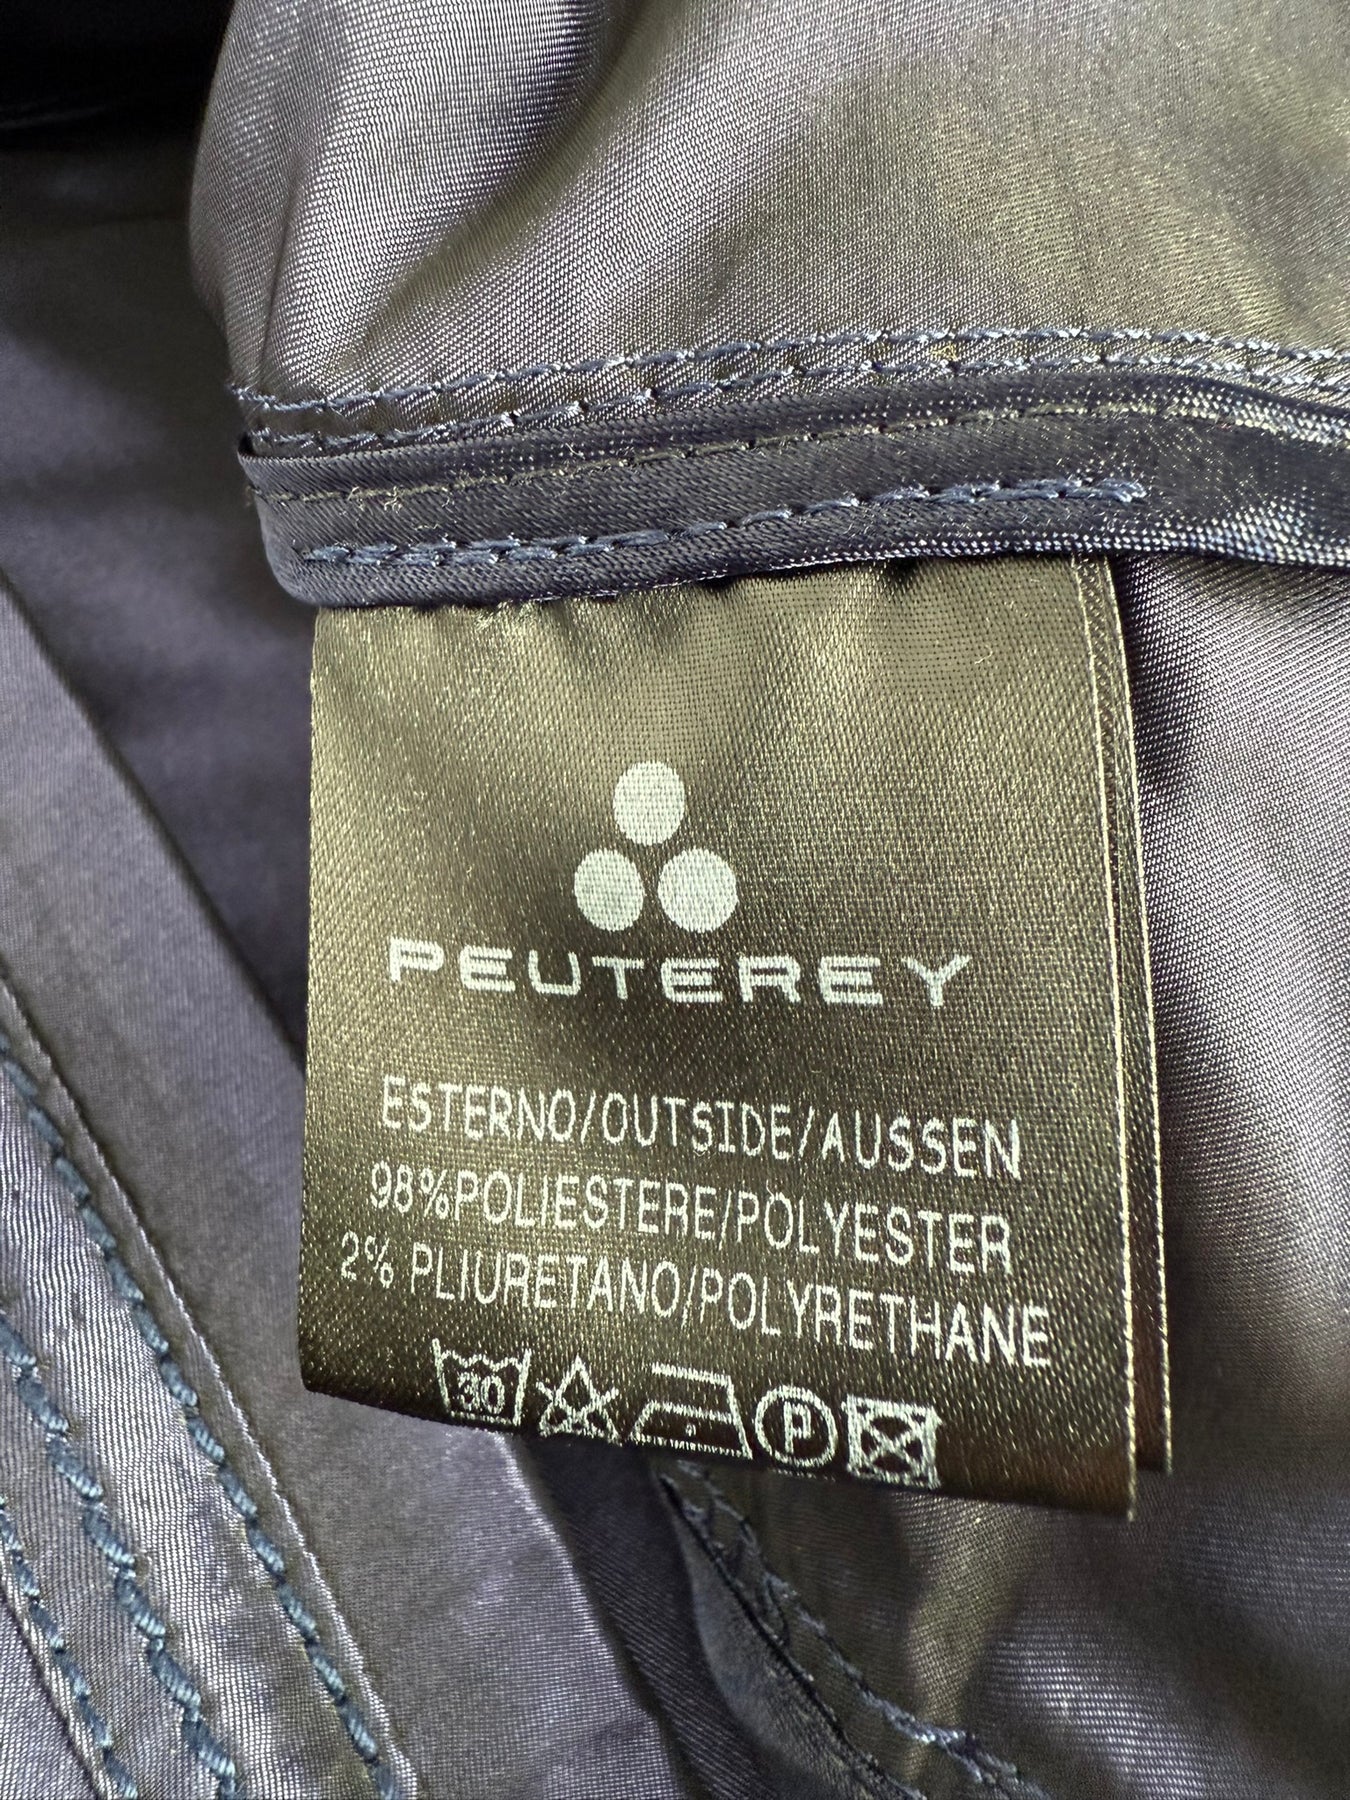 PEUTEREY
ESTERNO/OUTSIDE/AUSSEN
98%POLIESTERE/POLYESTER
2% PLIURETANO/POLYRETHANE
30 P